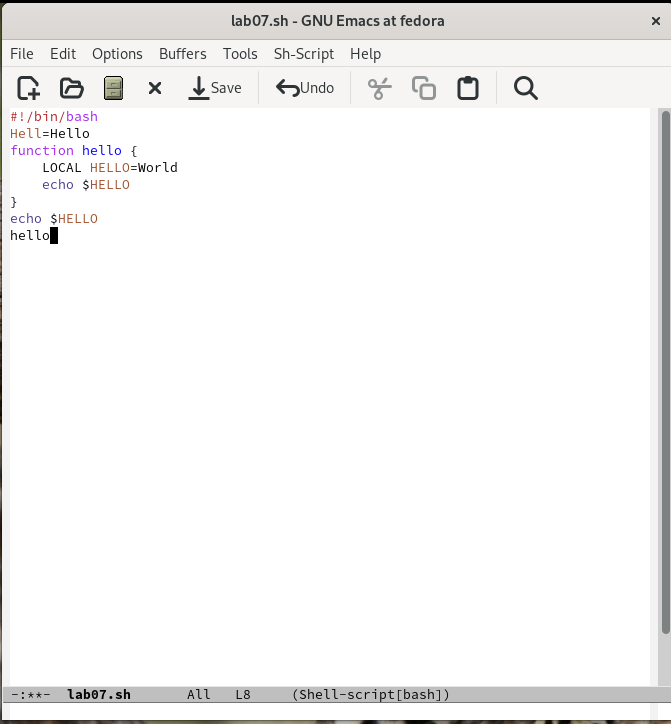 lab07.sh - GNU Emacs at fedora ×
File Edit Options Buffers Tools Sh-Script Help
Save Undo
#!/bin/bash
Hell=Hello
function hello {
    LOCAL HELLO=World
    echo $HELLO
}
echo $HELLO
hello
-:**- lab07.sh All L8 (Shell-script[bash])